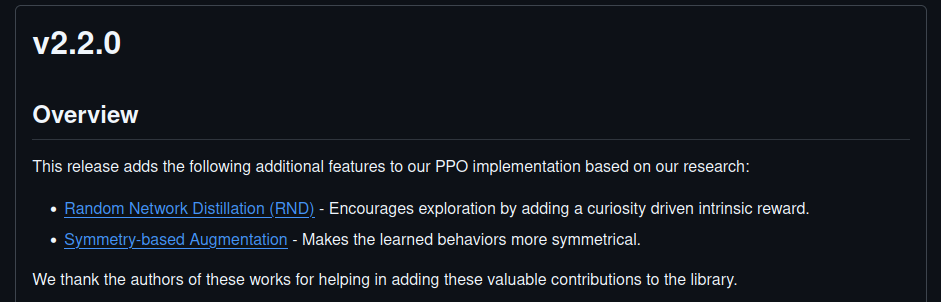 v2.2.0
Overview
This release adds the following additional features to our PPO implementation based on our research:
• Random Network Distillation (RND) - Encourages exploration by adding a curiosity driven intrinsic reward.
• Symmetry-based Augmentation - Makes the learned behaviors more symmetrical.
We thank the authors of these works for helping in adding these valuable contributions to the library.